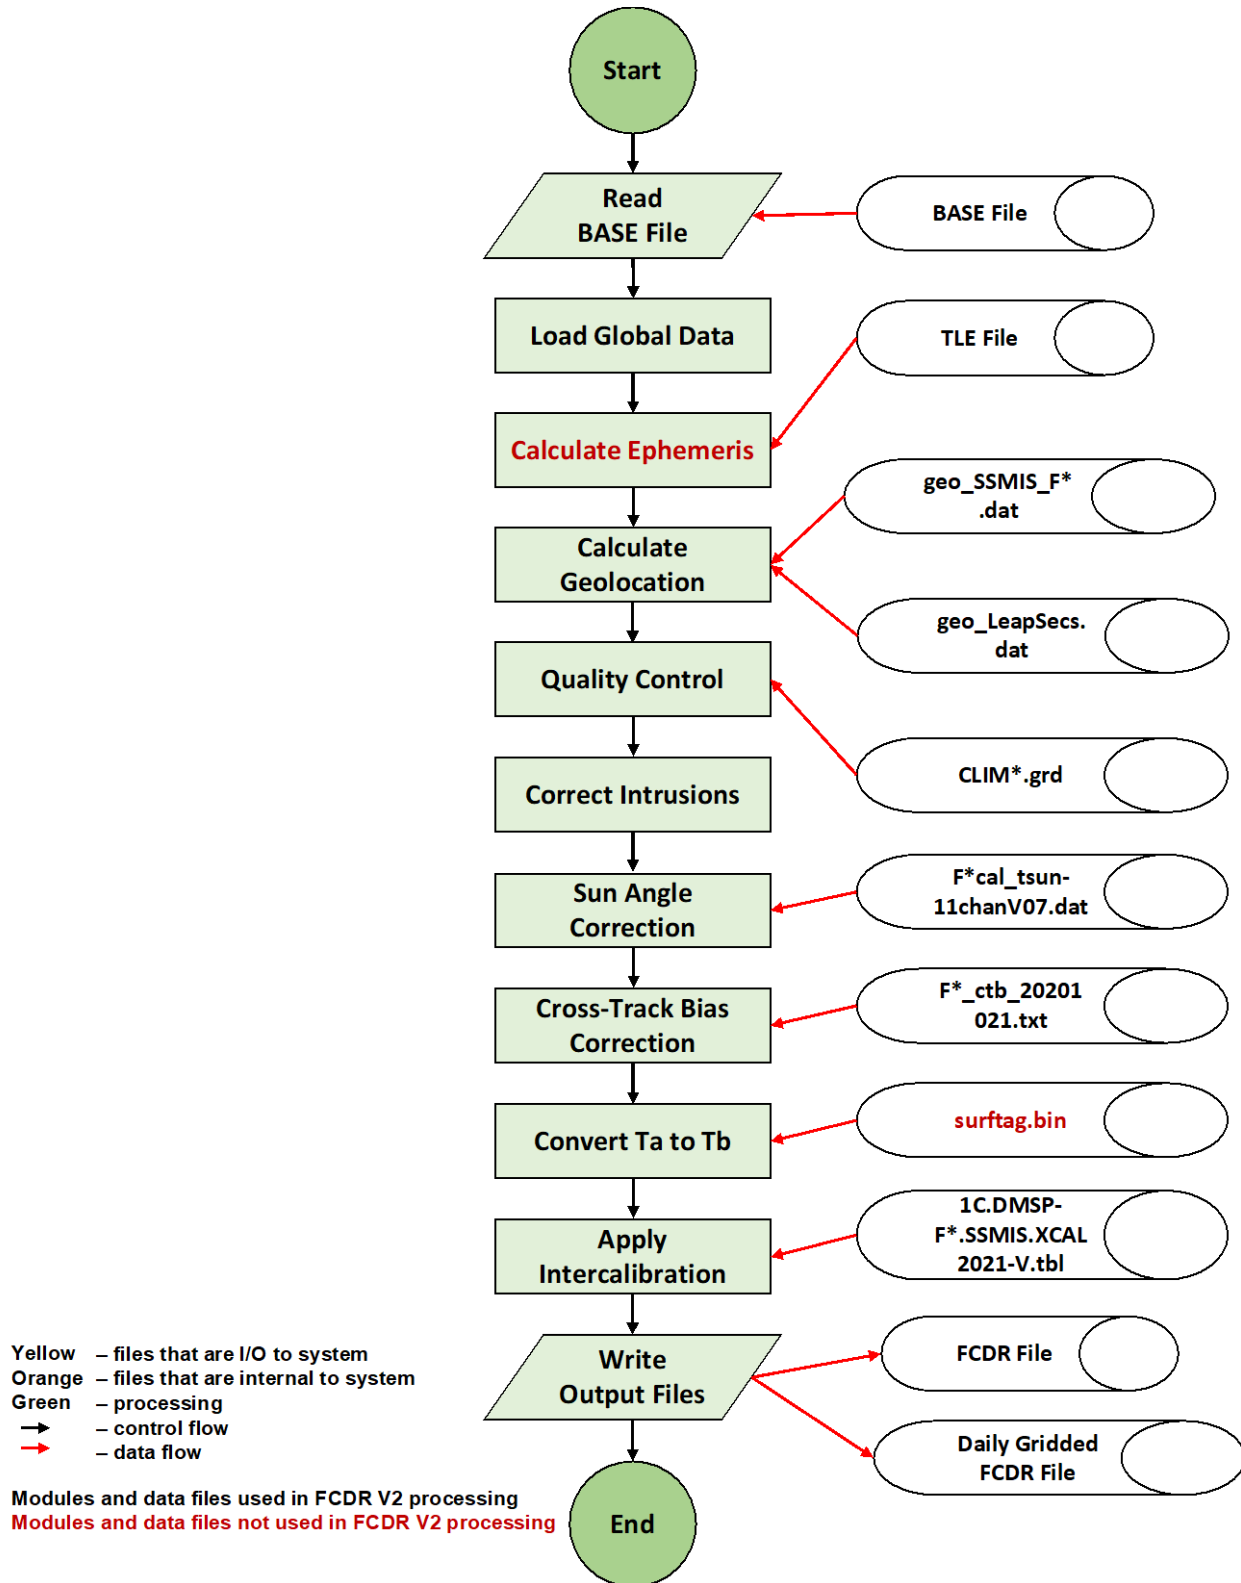 Start
Read
BASE File
BASE File
Load Global Data
TLE File
Calculate Ephemeris
geo_SSMIS_F*
.dat
Calculate
Geolocation
geo_LeapSecs.
dat
Quality Control
CLIM*.grd
Correct Intrusions
F*cal_tsun-
11chanV07.dat
Sun Angle
Correction
F*_ctb_20201
021.txt
Cross-Track Bias
Correction
surftag.bin
Convert Ta to Tb
1C.DMSP-
F*.SSMIS.XCAL
2021-V.tbl
Apply
Intercalibration
FCDR File
Write
Output Files
Daily Gridded
FCDR File
Yellow – files that are I/O to system
Orange – files that are internal to system
Green – processing
– control flow
– data flow
Modules and data files used in FCDR V2 processing
Modules and data files not used in FCDR V2 processing
End